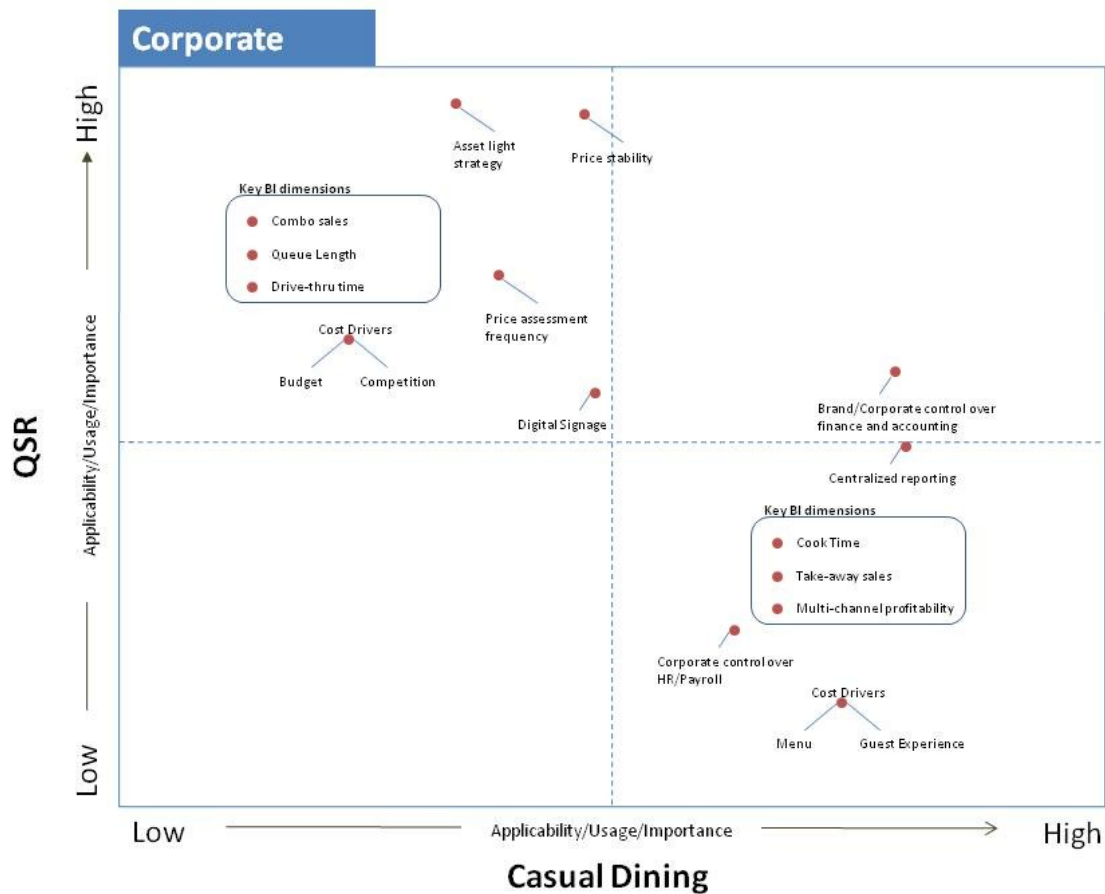 Corporate
High
Asset light
strategy
Price stability
Key BI dimensions
Combo sales
Queue Length
Drive-thru time
Price assessment
frequency
Cost Drivers
Budget
Competition
Digital Signage
Brand/Corporate control over
finance and accounting
Centralized reporting
QSR
Applicability/Usage/Importance
Key BI dimensions
Cook Time
Take-away sales
Multi-channel profitability
Corporate control over
HR/Payroll
Cost Drivers
Menu
Guest Experience
Low
Low
Applicability/Usage/Importance
High
Casual Dining